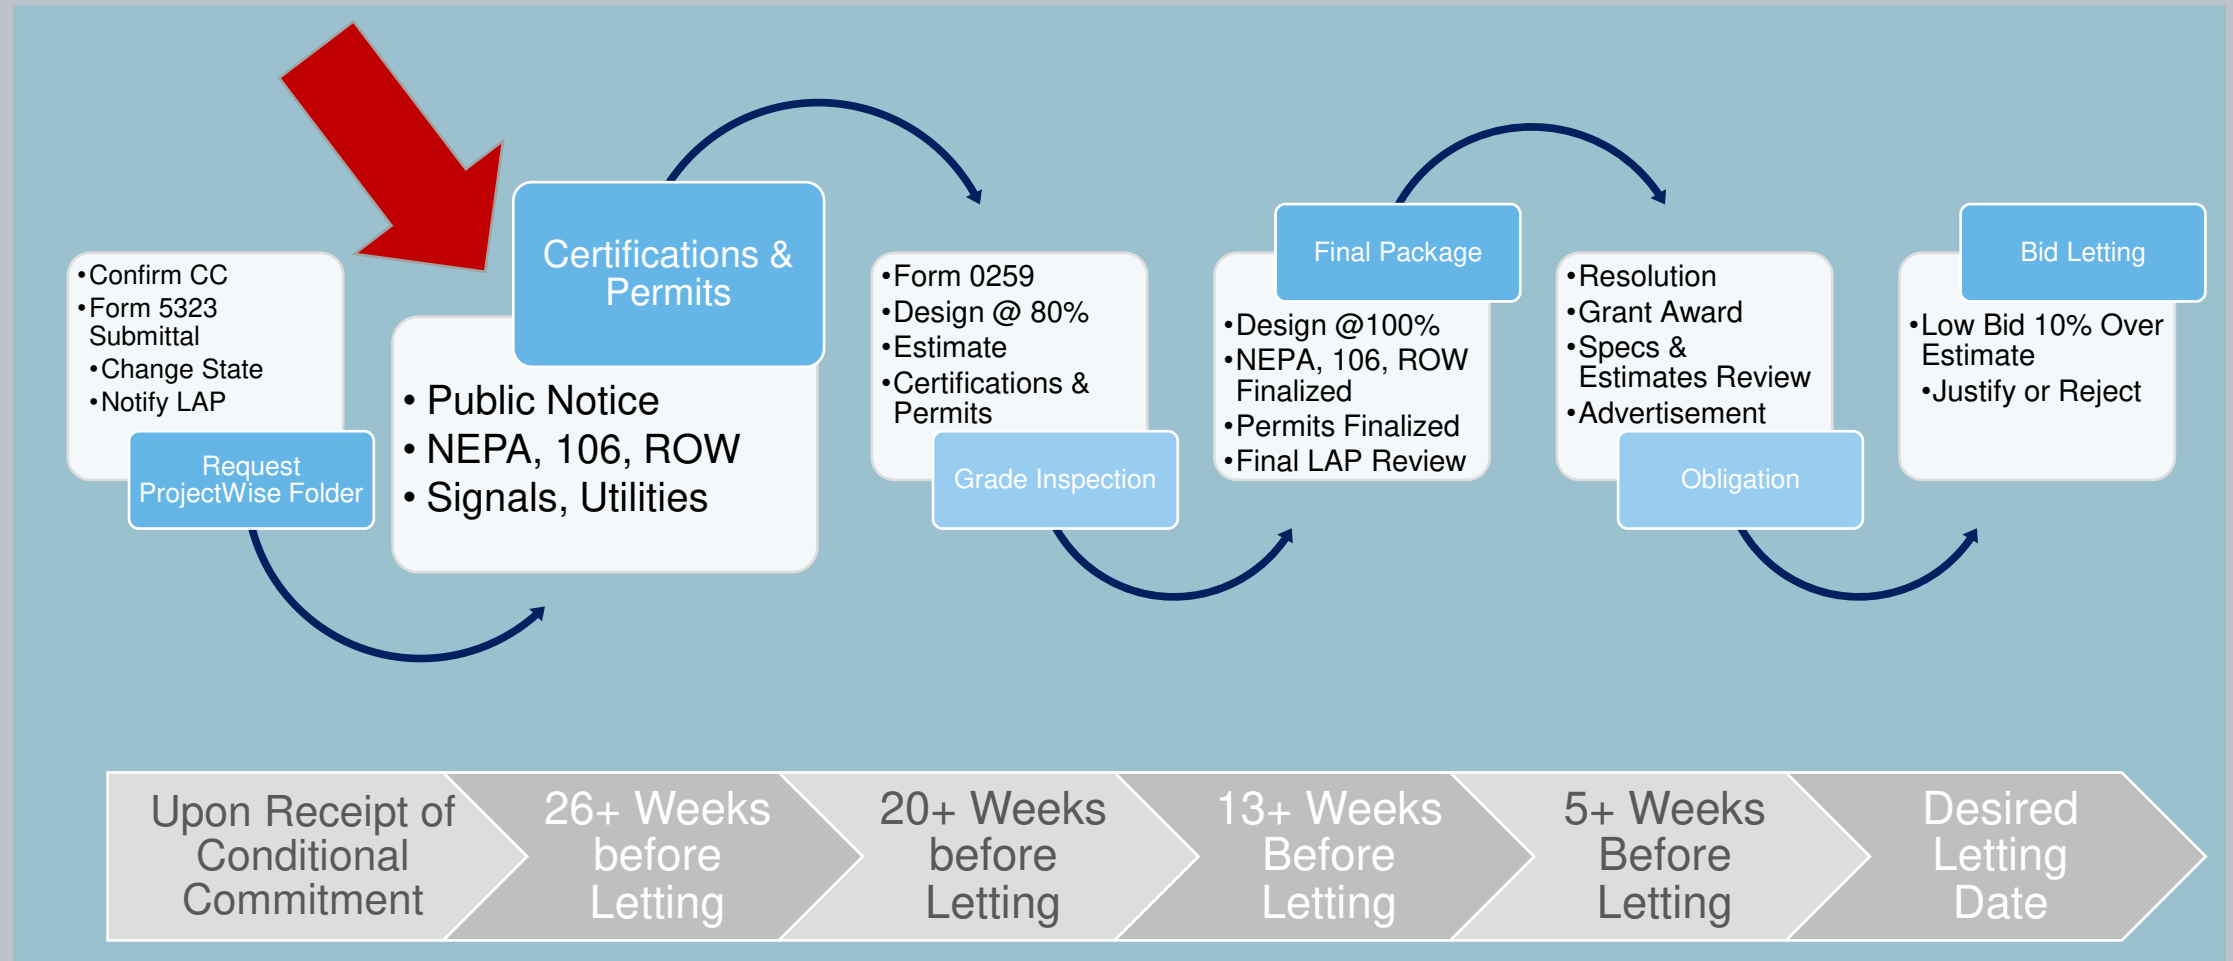 •Confirm CC
•Form 5323
Submittal
•Change State
•Notify LAP
Request
ProjectWise Folder
Certifications &
Permits
• Public Notice
• NEPA, 106, ROW
• Signals, Utilities
•Form 0259
•Design @ 80%
•Estimate
•Certifications &
Permits
Grade Inspection
Final Package
•Design @100%
•NEPA, 106, ROW
Finalized
•Permits Finalized
•Final LAP Review
•Resolution
•Grant Award
•Specs &
Estimates Review
•Advertisement
Obligation
Bid Letting
•Low Bid 10% Over
Estimate
•Justify or Reject
Upon Receipt of
Conditional
Commitment
26+ Weeks
before
Letting
20+ Weeks
before
Letting
13+ Weeks
Before
Letting
5+ Weeks
Before
Letting
Desired
Letting
Date